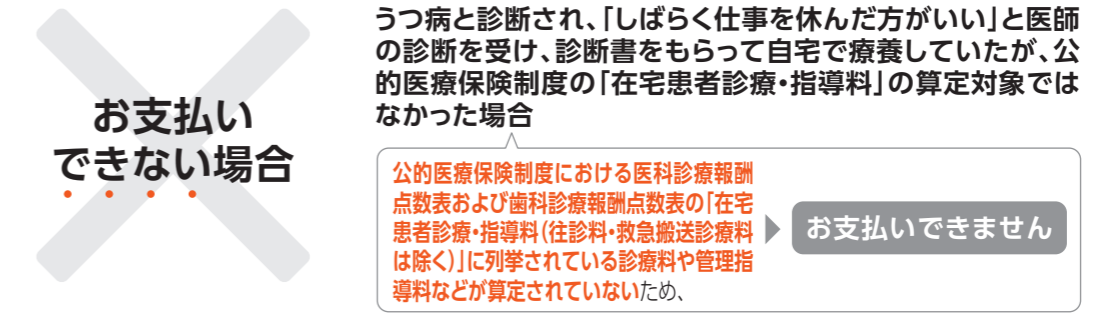 お支払い
できない場合
うつ病と診断され、「しばらく仕事を休んだ方がいい」と医師
の診断を受け、診断書をもらって自宅で療養していたが、公
的医療保険制度の「在宅患者診療・指導料」の算定対象では
なかった場合
公的医療保険制度における医科診療報酬
点数表および歯科診療報酬点数表の「在宅
患者診療・指導料(往診料・救急搬送診療料
は除く)」に列挙されている診療料や管理指
導料などが算定されていないため、
お支払いできません